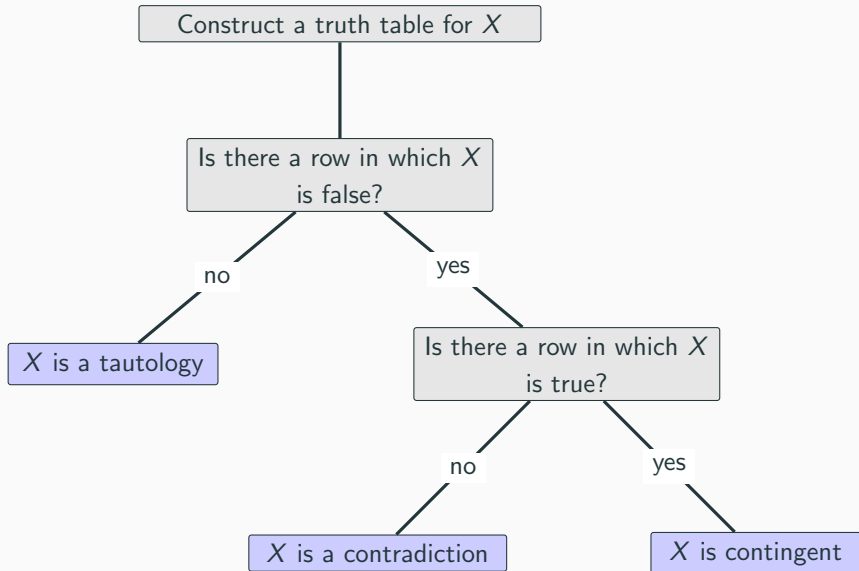 Construct a truth table for X
Is there a row in which X
is false?
no
yes
X is a tautology
Is there a row in which X
is true?
no
yes
X is a contradiction
X is contingent